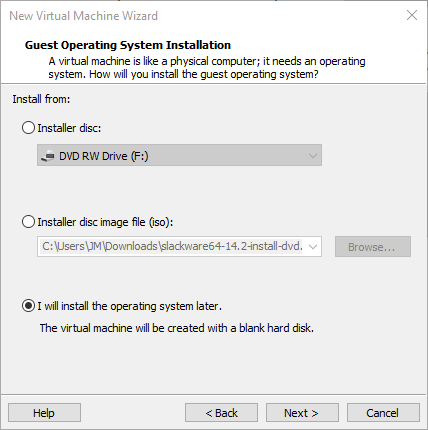 New Virtual Machine Wizard
Guest Operating System Installation
A virtual machine is like a physical computer; it needs an operating
system. How will you install the guest operating system?
Install from:
Installer disc:
DVD RW Drive (F:)
Installer disc image file (iso):
C:\Users\JM\Downloads\slackware64-14.2-install-dvd.
Browse...
I will install the operating system later.
The virtual machine will be created with a blank hard disk.
Help
< Back
Next >
Cancel